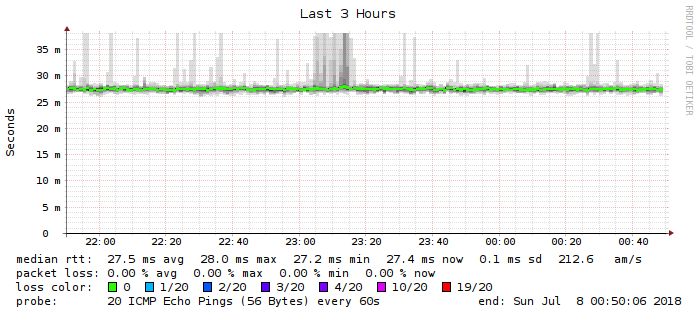 Last 3 Hours
RRDTOOL / TOBI OETIKER
Seconds
35 m
30 m
25 m
20 m
15 m
10 m
5 m
0
22:00 22:20 22:40 23:00 23:20 23:40 00:00 00:20 00:40
median rtt: 27.5 ms avg 28.0 ms max 27.2 ms min 27.4 ms now 0.1 ms sd 212.6 am/s
packet loss: 0.00 % avg 0.00 % max 0.00 % min 0.00 % now
loss color: 0 1/20 2/20 3/20 4/20 10/20 19/20
probe: 20 ICMP Echo Pings (56 Bytes) every 60s end: Sun Jul 8 00:50:06 2018